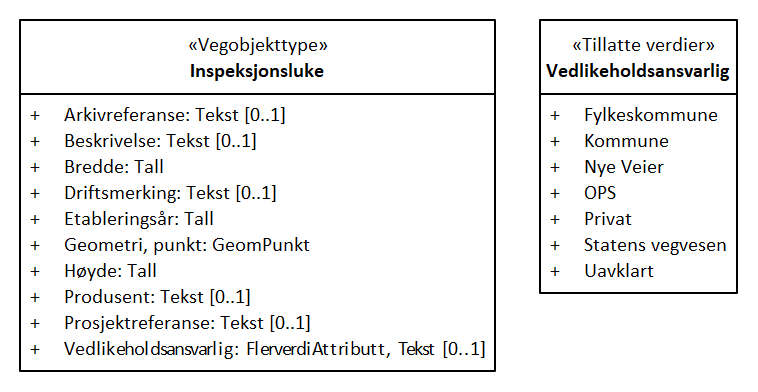 «Vegobjekttype»
Inspeksjonsluke
+ Arkivreferanse: Tekst [0..1]
+ Beskrivelse: Tekst [0..1]
+ Bredde: Tall
+ Driftsmerking: Tekst [0..1]
+ Etableringsår: Tall
+ Geometri, punkt: GeomPunkt
+ Høyde: Tall
+ Produsent: Tekst [0..1]
+ Prosjektreferanse: Tekst [0..1]
+ Vedlikeholdsansvarlig: FlerverdiAttributt, Tekst [0..1]
«Tillatte verdier»
Vedlikeholdsansvarlig
+ Fylkeskommune
+ Kommune
+ Nye Veier
+ OPS
+ Privat
+ Statens vegvesen
+ Uavklart